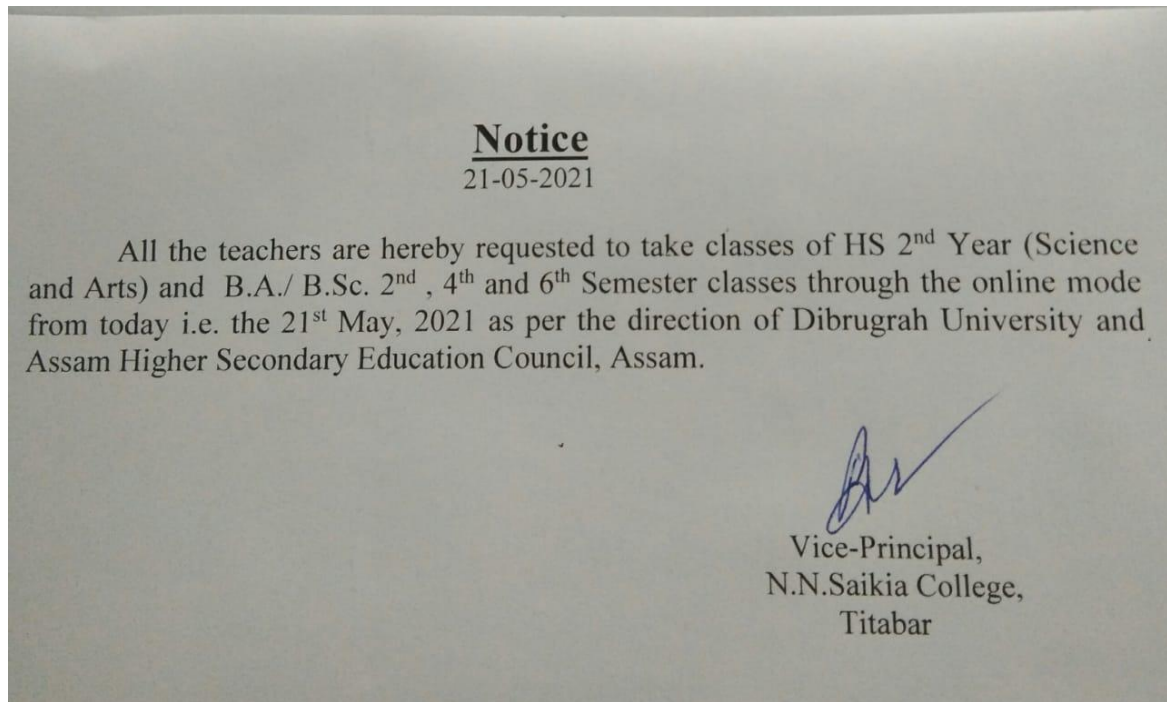 Notice
21-05-2021
All the teachers are hereby requested to take classes of HS 2nd Year (Science
and Arts) and B.A./ B.Sc. 2nd , 4th and 6th Semester classes through the online mode
from today i.e. the 21st May, 2021 as per the direction of Dibrugrah University and
Assam Higher Secondary Education Council, Assam.
Vice-Principal,
N.N.Saikia College,
Titabar